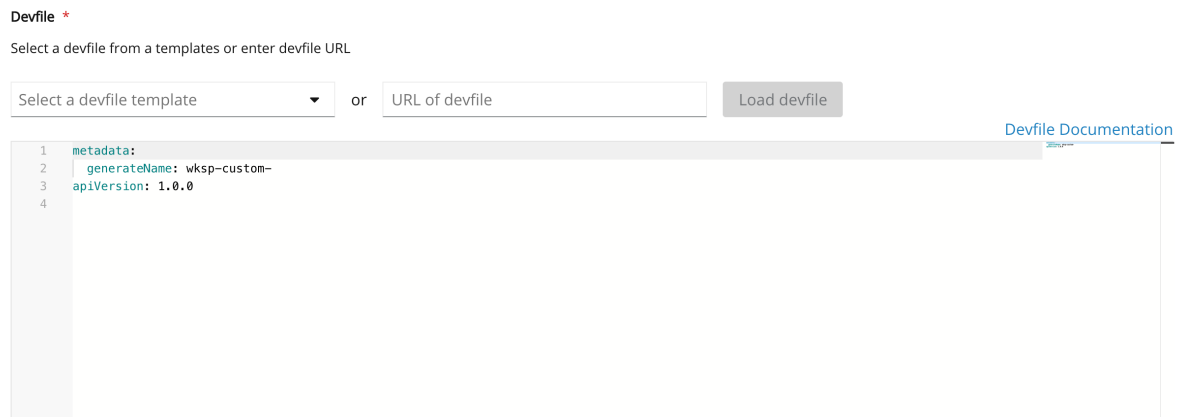 Devfile *
Select a devfile from a templates or enter devfile URL
Select a devfile template or URL of devfile Load devfile
Devfile Documentation
1 metadata:
2 generateName: wksp-custom-
3 apiVersion: 1.0.0
4